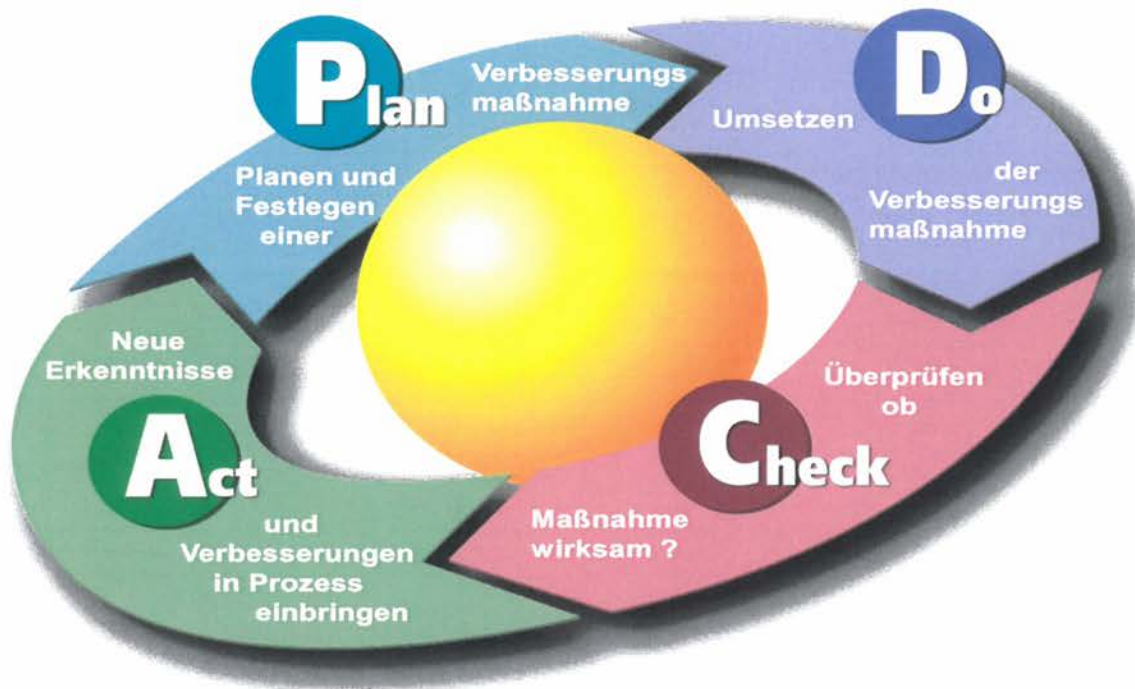 Plan
Planen und
Festlegen
einer
Verbesserungs
maßnahme
Do
Umsetzen
der
Verbesserungs
maßnahme
Check
Überprüfen
ob
Maßnahme
wirksam ?
Act
Neue
Erkenntnisse
und
Verbesserungen
in Prozess
einbringen